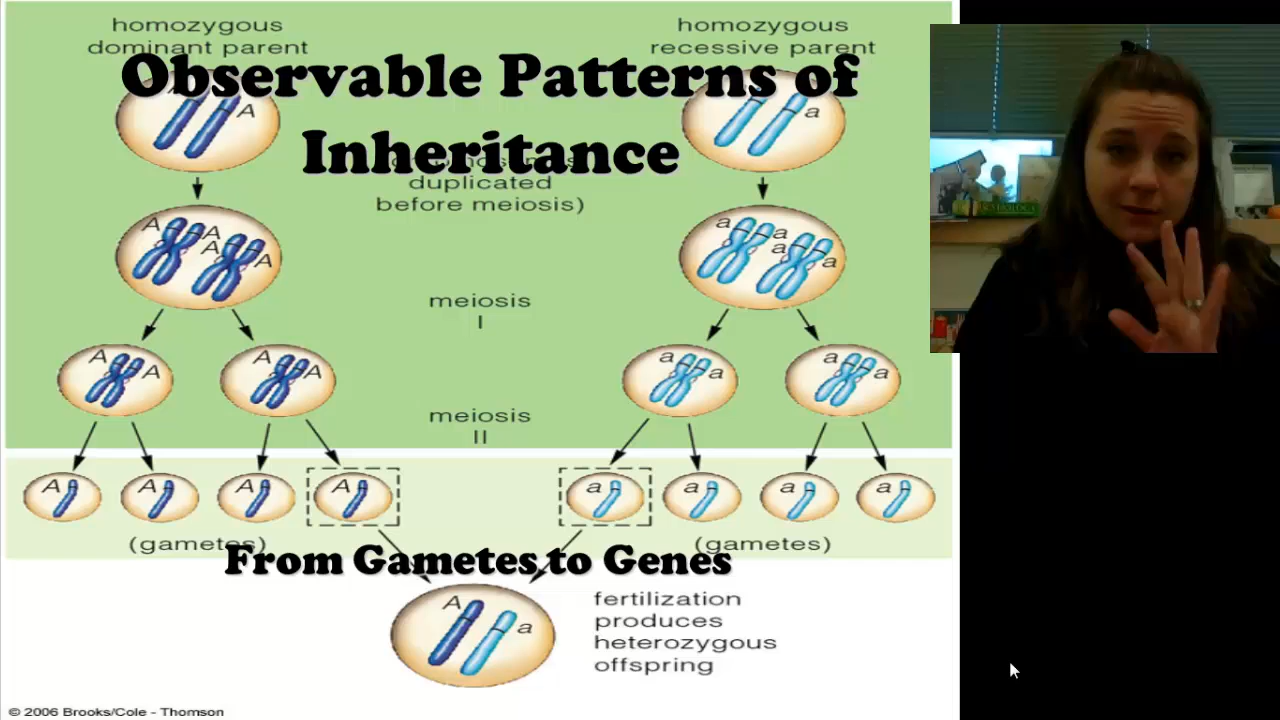 homozygous
dominant parent
homozygous
recessive parent
Observable Patterns of
Inheritance
A
a
duplicated
before meiosis)
A
A
A
A
a
a
a
a
meiosis
I
A
A
A
A
a
a
a
a
meiosis
II
A
A
A
A
a
a
a
a
(gametes)
(gametes)
From Gametes to Genes
A
a
fertilization
produces
heterozygous
offspring
© 2006 Brooks/Cole - Thomson